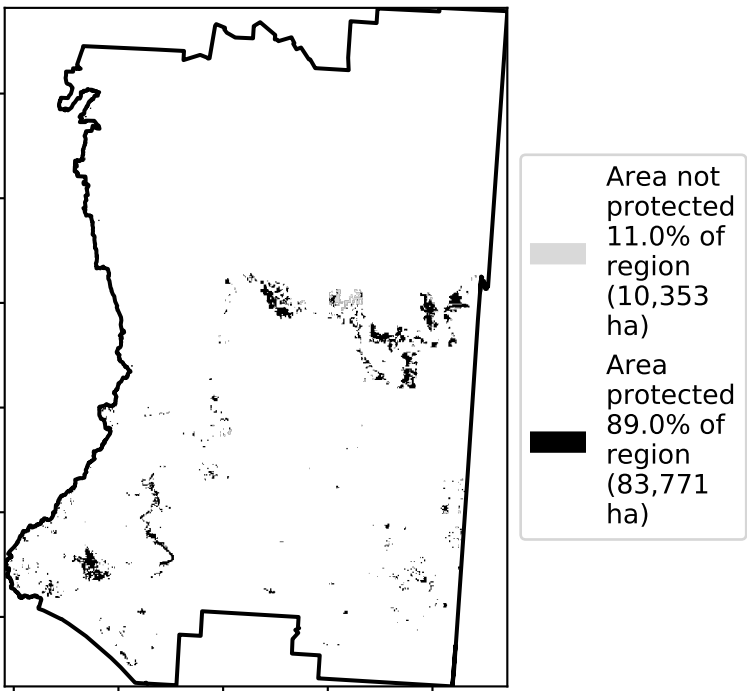 Area not
protected
11.0% of
region
(10,353
ha)
Area
protected
89.0% of
region
(83,771
ha)